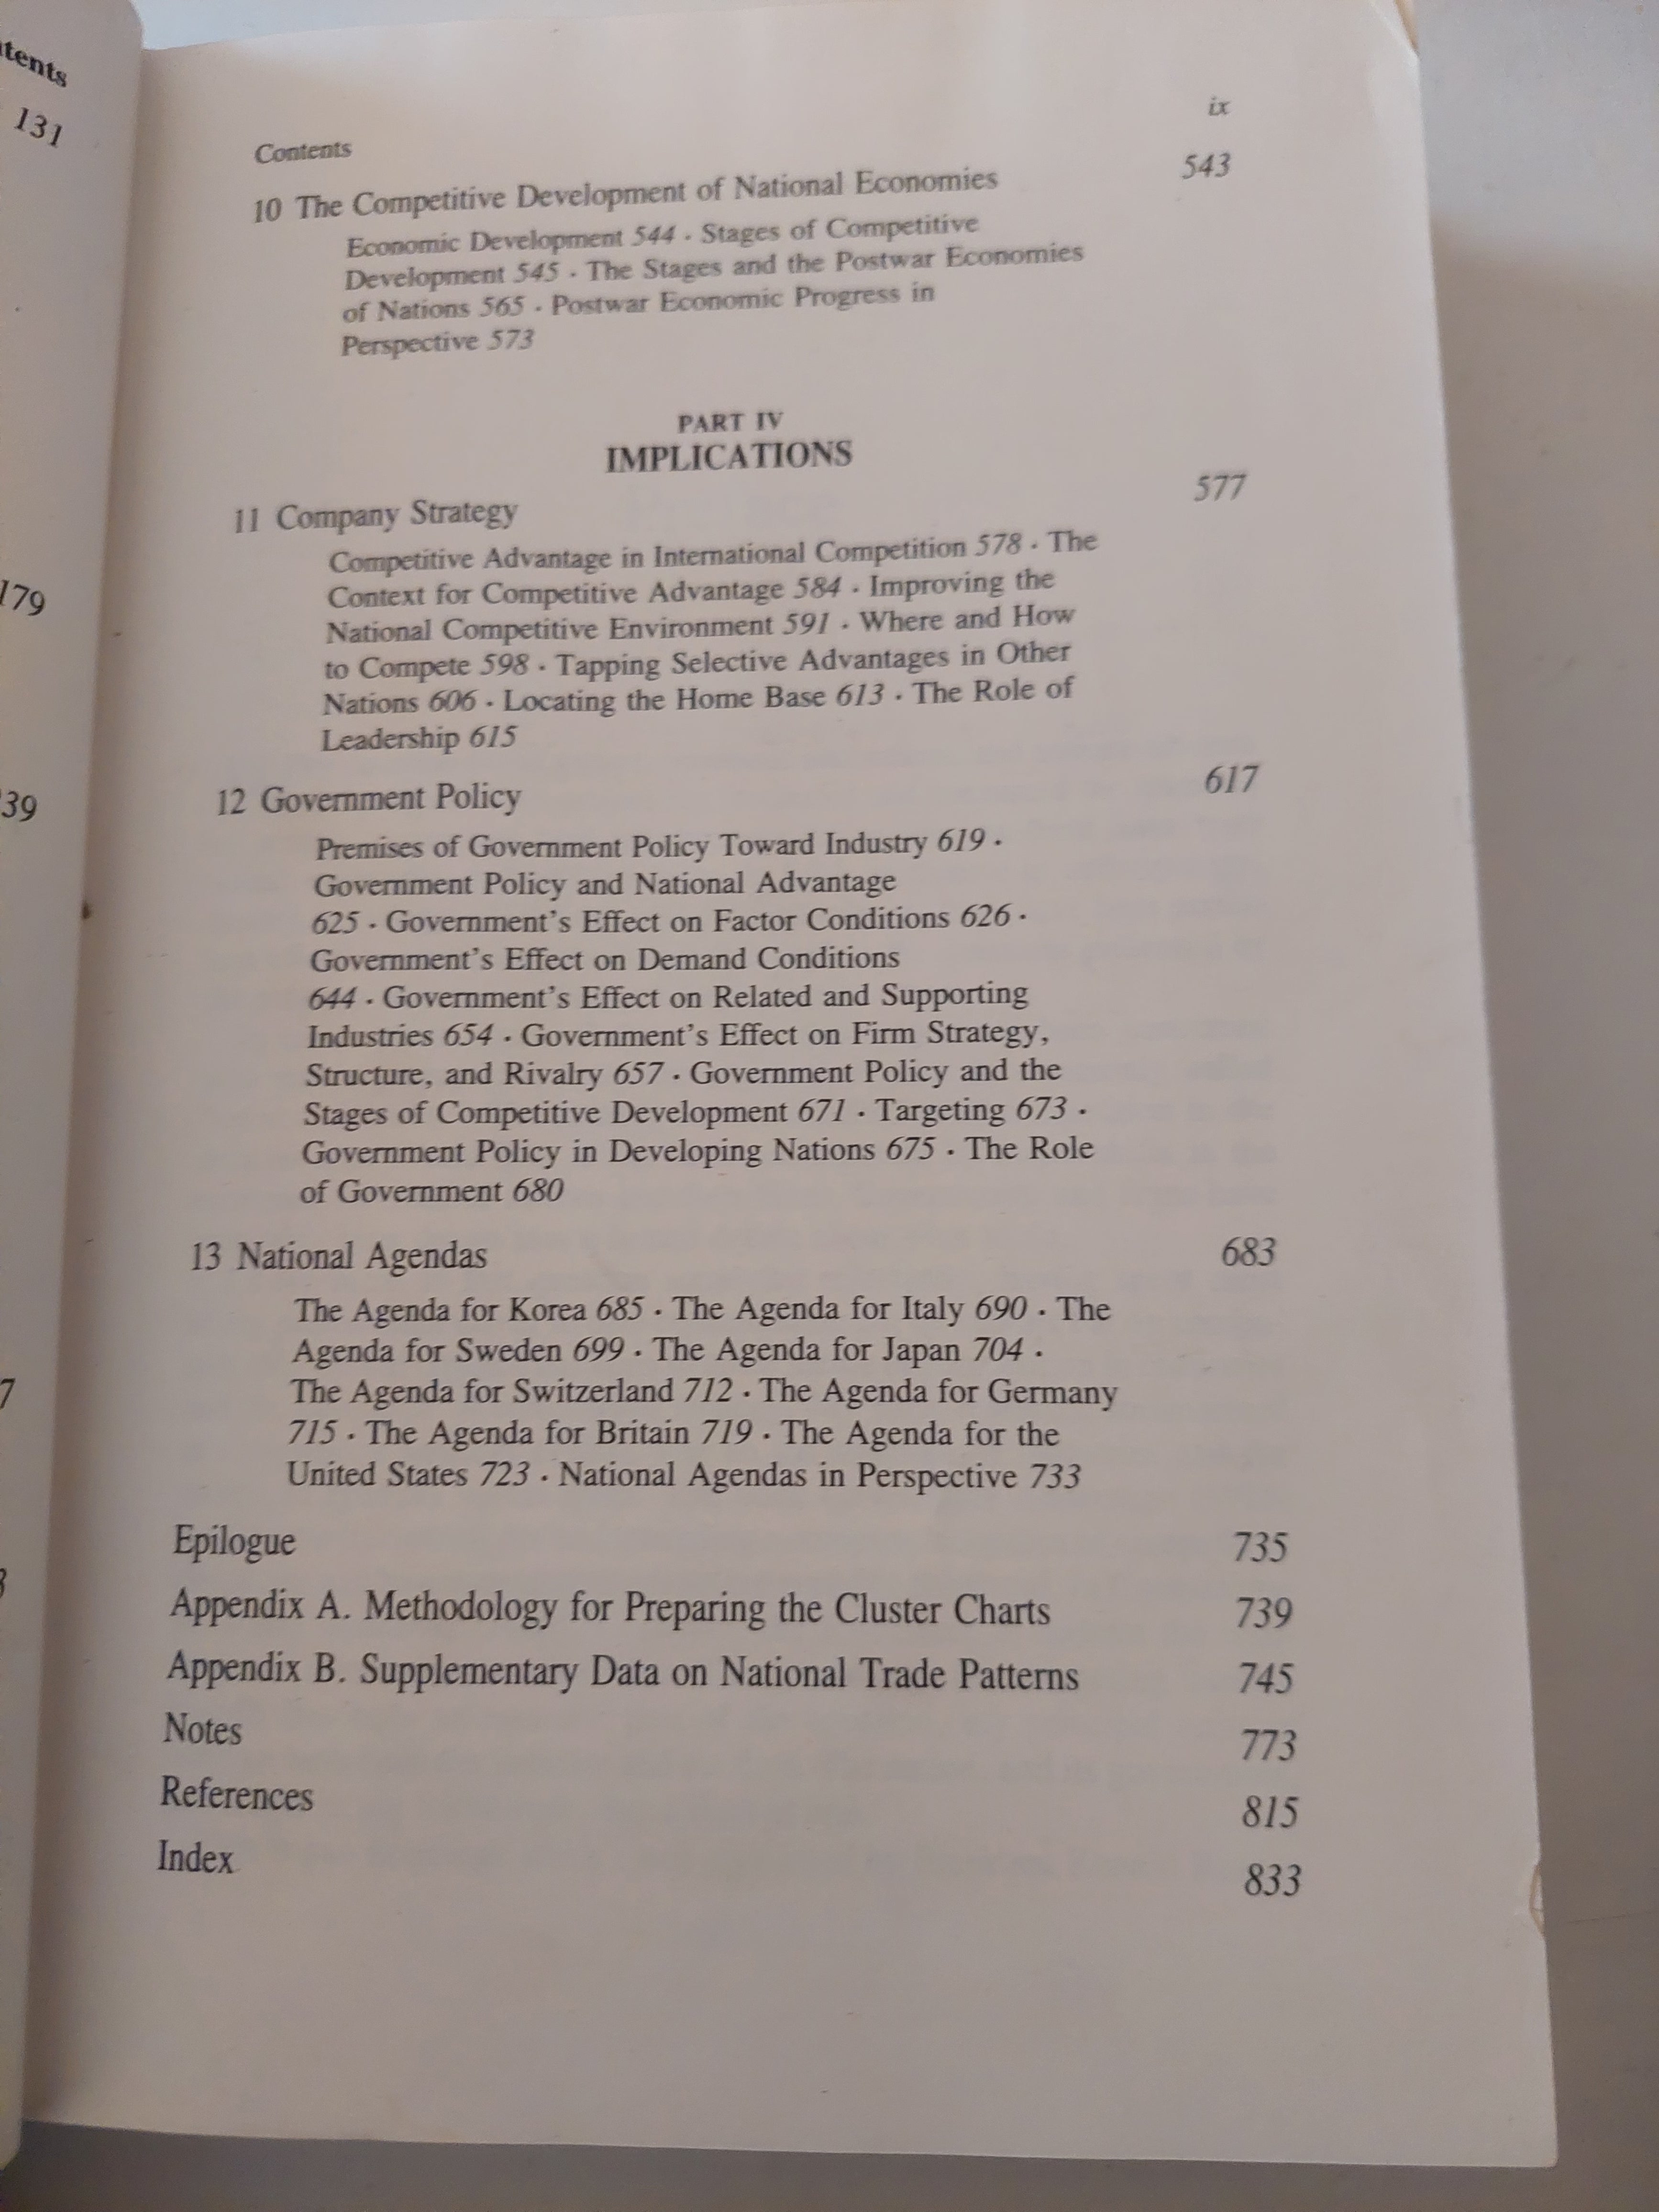 tents
131
179
39
7
Contents ix
10 The Competitive Development of National Economies 543
Economic Development 544 · Stages of Competitive
Development 545 · The Stages and the Postwar Economies
of Nations 565 · Postwar Economic Progress in
Perspective 573
PART IV
IMPLICATIONS
11 Company Strategy 577
Competitive Advantage in International Competition 578 · The
Context for Competitive Advantage 584 · Improving the
National Competitive Environment 591 · Where and How
to Compete 598 · Tapping Selective Advantages in Other
Nations 606 · Locating the Home Base 613 · The Role of
Leadership 615
12 Government Policy 617
Premises of Government Policy Toward Industry 619 ·
Government Policy and National Advantage
625 · Government's Effect on Factor Conditions 626 ·
Government's Effect on Demand Conditions
644 · Government's Effect on Related and Supporting
Industries 654 · Government's Effect on Firm Strategy,
Structure, and Rivalry 657 · Government Policy and the
Stages of Competitive Development 671 · Targeting 673 ·
Government Policy in Developing Nations 675 · The Role
of Government 680
13 National Agendas 683
The Agenda for Korea 685 · The Agenda for Italy 690 · The
Agenda for Sweden 699 · The Agenda for Japan 704 ·
The Agenda for Switzerland 712 · The Agenda for Germany
715 · The Agenda for Britain 719 · The Agenda for the
United States 723 · National Agendas in Perspective 733
Epilogue 735
Appendix A. Methodology for Preparing the Cluster Charts 739
Appendix B. Supplementary Data on National Trade Patterns 745
Notes 773
References 815
Index 833